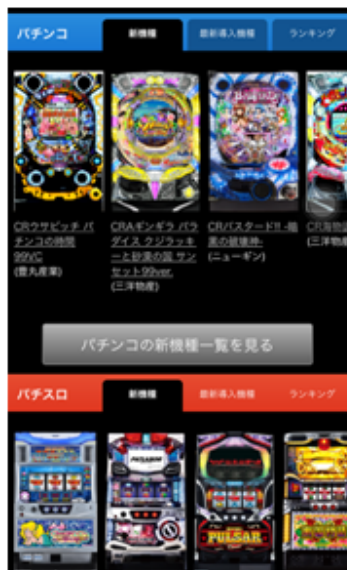 パチンコ 新機種 最新導入機種 ランキング
CRウサビッチ パ
チンコの時間
99VC
(豊丸産業)
CRAギンギラ パラ
ダイス クジラッキ
ーと砂漠の国 サン
セット99ver.
(三洋物産)
CRバスタード!! -暗
黒の破壊神-
(ニューギン)
CR海物語
(三洋物産
パチンコの新機種一覧を見る
パチスロ 新機種 最新導入機種 ランキング
PULSAR